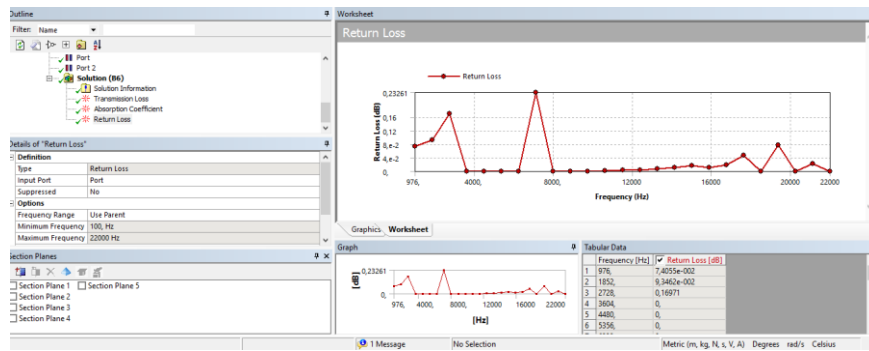 Outline
Filter: Name
Port
Port 2
Solution (B6)
Solution Information
Transmission Loss
Absorption Coefficient
Return Loss
Details of "Return Loss"
Definition
Type Return Loss
Input Port Port
Suppressed No
Options
Frequency Range Use Parent
Minimum Frequency 100, Hz
Maximum Frequency 22000 Hz
Section Planes
Section Plane 1 Section Plane 5
Section Plane 2
Section Plane 3
Section Plane 4
Worksheet
Return Loss
Return Loss
Return Loss (dB)
0,23261
0,16
0,12
8,e-2
4,e-2
0,
976, 4000, 8000, 12000 16000 20000 22000
Frequency (Hz)
Graphics Worksheet
Graph
[dB]
0,23261
0,
976, 4000, 8000, 12000 16000 22000
[Hz]
Tabular Data
Frequency [Hz] Return Loss [dB]
1 976, 7,4055e-002
2 1852, 9,3462e-002
3 2728, 0,16971
4 3604, 0,
5 4480, 0,
6 5356, 0,
1 Message No Selection Metric (m, kg, N, s, V, A) Degrees rad/s Celsius